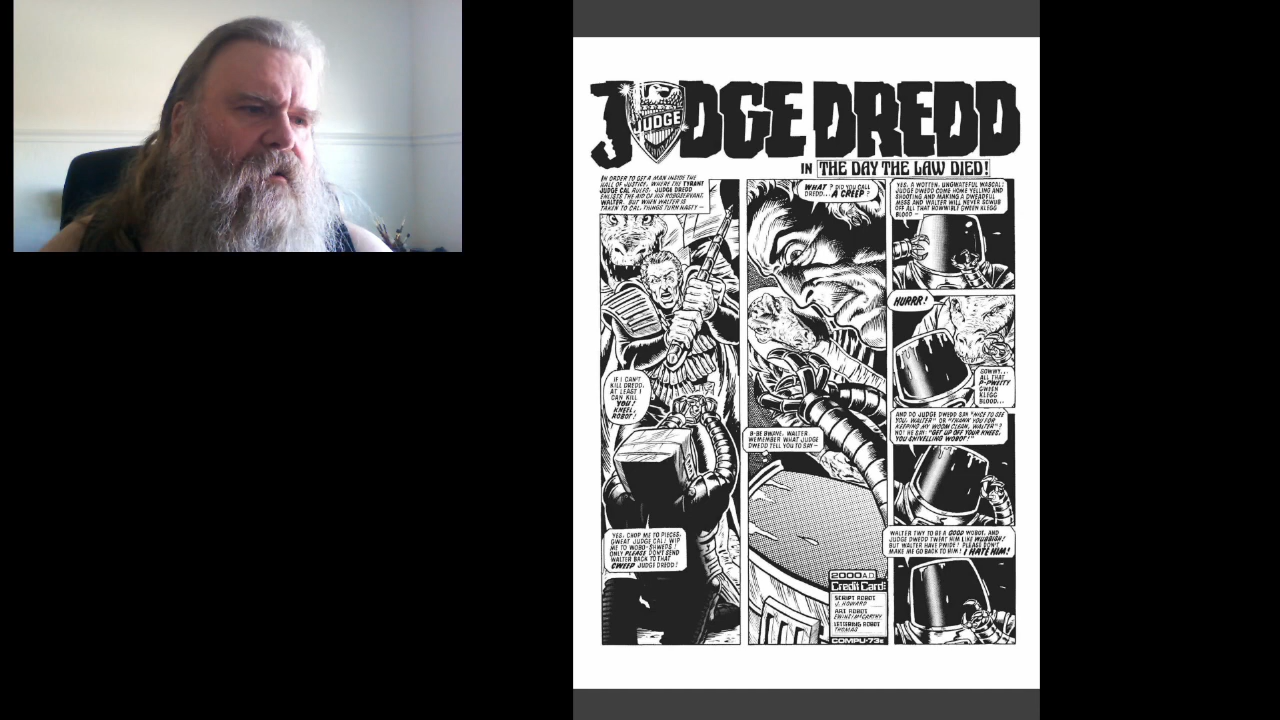 JUDGE DREDD
JUDGE
IN THE DAY THE LAW DIED!
IN ORDER TO GET A MAN INSIDE THE
HALL OF JUSTICE, WHERE THE TYRANT
JUDGE CAL RULES, JUDGE DREDD
ENLISTS THE AID OF HIS ROBOSERVANT,
WALTER. BUT WHEN WALTER IS
TAKEN TO CAL, THINGS TURN NASTY —
IF I CAN'T
KILL DREDD,
AT LEAST I
CAN KILL
YOU!
KNEEL,
ROBOT!
YES, CHOP ME TO PIECES,
GWEAT JUDGE CAL! WIP
ME TO WOBO-SHWEDS!
ONLY PLEASE DON'T SEND
WALTER BACK TO THAT
CWEEP JUDGE DREDD!
WHAT? DID YOU CALL
DREDD... A CREEP?
B-BE BWAVE, WALTER.
REMEMBER WHAT JUDGE
DWEDD TELL YOU TO SAY —
2000AD
Credit Card:
SCRIPT ROBOT
J. HOWARD
ART ROBOT
EWINS/McCARTHY
LETTERING ROBOT
THOMAS
COMPU-73E
YES, A WOTTEN, UNGWATEFUL WASCAL!
JUDGE DWEDD COME HOME YELLING AND
SHOOTING AND MAKING A DWEADFUL
MESS AND WALTER WILL NEVER SCWUB
OFF ALL THAT HOWWIBLE GWEEN KLEGG
BLOOD —
HURRR!
SOWWY...
ALL THAT
P-PWETTY
GWEEN
KLEGG
BLOOD...
AND DO JUDGE DWEDD SAY "NICE TO SEE
YOU, WALTER" OR "THANK YOU FOR
KEEPING MY WOOM CLEAN, WALTER"?
NO! HE SAY: "GET UP OFF YOUR KNEES,
YOU SNIVELLING WOBOT!"
WALTER TWY TO BE A GOOD WOBOT, AND
JUDGE DWEDD TWEAT HIM LIKE WUBBISH!
BUT WALTER HAVE PWIDE! PLEASE DON'T
MAKE ME GO BACK TO HIM! I HATE HIM!